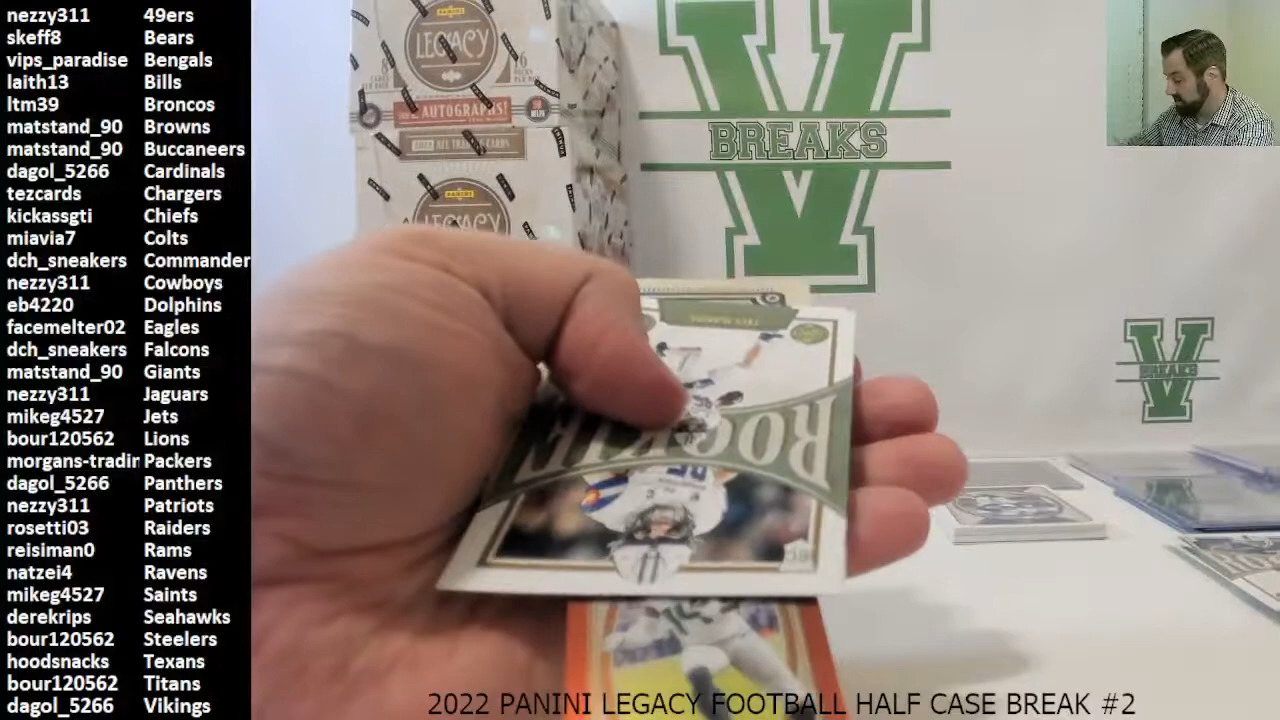 nezzy311 49ers
skeff8 Bears
vips_paradise Bengals
laith13 Bills
ltm39 Broncos
matstand_90 Browns
matstand_90 Buccaneers
dagol_5266 Cardinals
tezcards Chargers
kickassgti Chiefs
miavia7 Colts
dch_sneakers Commander
nezzy311 Cowboys
eb4220 Dolphins
facemelter02 Eagles
dch_sneakers Falcons
matstand_90 Giants
nezzy311 Jaguars
mikeg4527 Jets
bour120562 Lions
morgans-tradin Packers
dagol_5266 Panthers
nezzy311 Patriots
rosetti03 Raiders
reisiman0 Rams
natzei4 Ravens
mikeg4527 Saints
derekrips Seahawks
bour120562 Steelers
hoodsnacks Texans
bour120562 Titans
dagol_5266 Vikings
PANINI
LEGACY
AUTOGRAPHS!
PANINI
LEGACY
V
BREAKS
V
BREAKS
ROOKIE
2022 PANINI LEGACY FOOTBALL HALF CASE BREAK #2